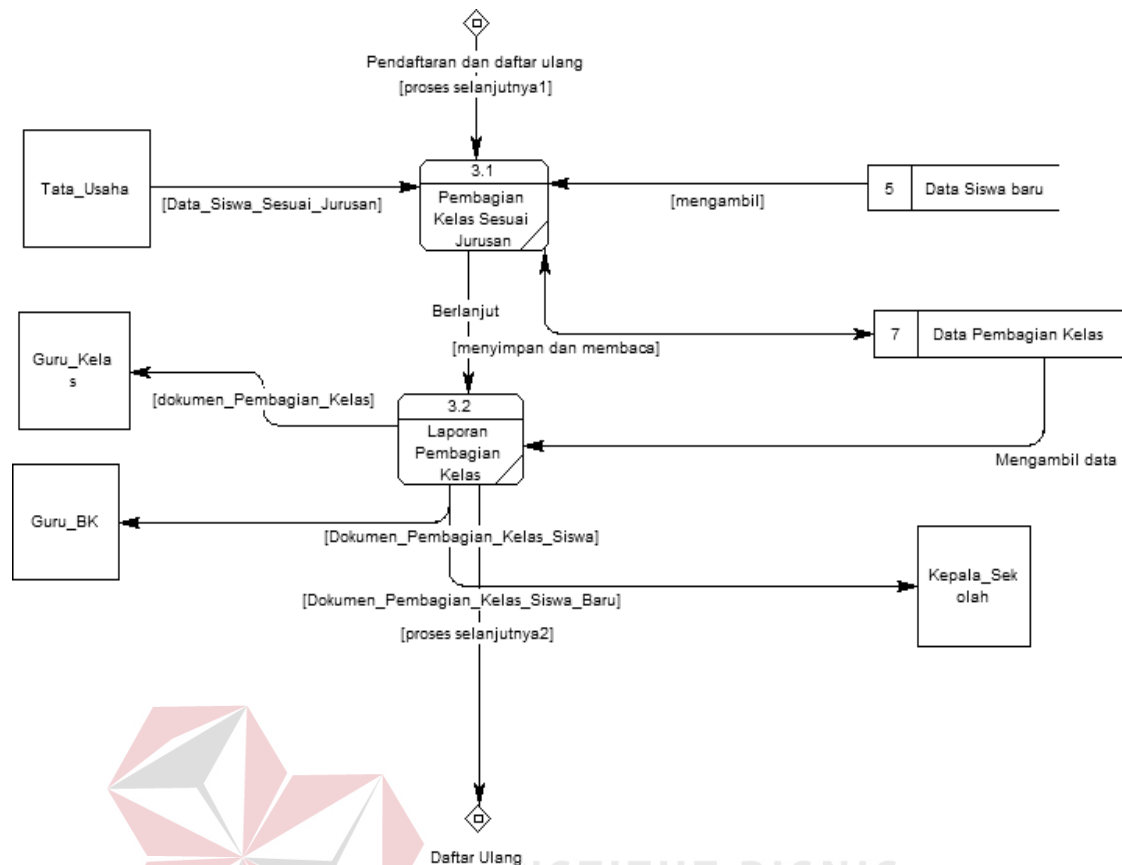 Pendaftaran dan daftar ulang
[proses selanjutnya1]
Tata_Usaha
[Data_Siswa_Sesuai_Jurusan]
3.1
Pembagian
Kelas Sesuai
Jurusan
[mengambil]
5
Data Siswa baru
Berlanjut
[menyimpan dan membaca]
7
Data Pembagian Kelas
Guru_Kela
s
[dokumen_Pembagian_Kelas]
3.2
Laporan
Pembagian
Kelas
Mengambil data
Guru_BK
[Dokumen_Pembagian_Kelas_Siswa]
Kepala_Sek
olah
[Dokumen_Pembagian_Kelas_Siswa_Baru]
[proses selanjutnya2]
Daftar Ulang